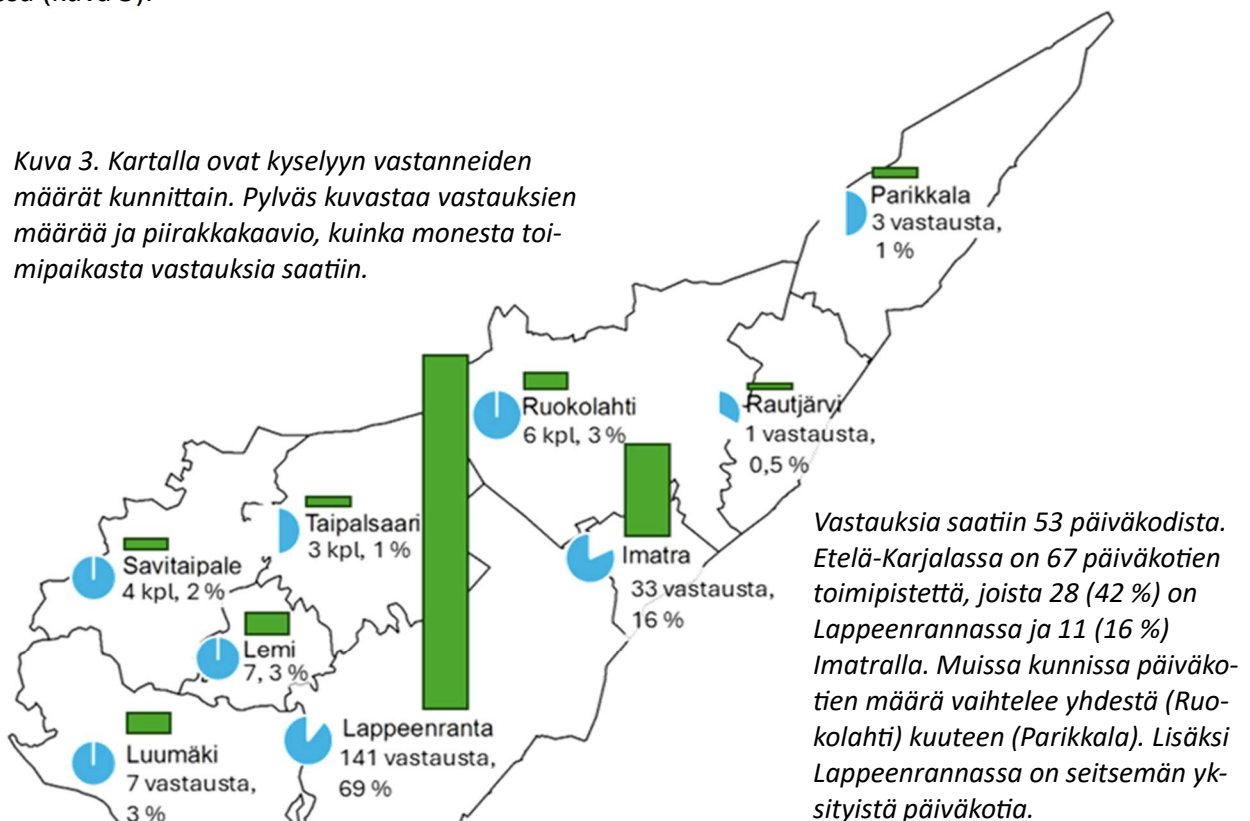 (Kuva 3).
Kuva 3. Kartalla ovat kyselyyn vastanneiden
määrät kunnittain. Pylväs kuvastaa vastauksien
määrää ja piirakkakaavio, kuinka monesta toi-
mipaikasta vastauksia saatiin.
Parikkala
3 vastausta,
1 %
Ruokolahti
6 kpl, 3 %
Rautjärvi
1 vastausta,
0,5 %
Taipalsaari
3 kpl, 1 %
Imatra
33 vastausta,
16 %
Savitaipale
4 kpl, 2 %
Lemi
7, 3 %
Lappeenranta
141 vastausta,
69 %
Luumäki
7 vastausta,
3 %
Vastauksia saatiin 53 päiväkodista.
Etelä-Karjalassa on 67 päiväkotien
toimipistettä, joista 28 (42 %) on
Lappeenrannassa ja 11 (16 %)
Imatralla. Muissa kunnissa päiväko-
tien määrä vaihtelee yhdestä (Ruo-
kolahti) kuuteen (Parikkala). Lisäksi
Lappeenrannassa on seitsemän yk-
sityistä päiväkotia.